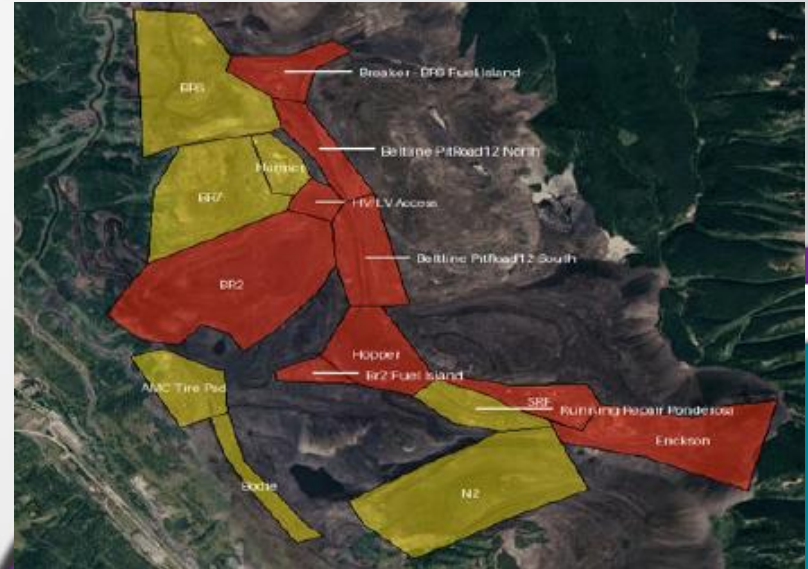 Breaker - BR6 Fuel Island
BR6
Beltline PitRoad12 North
Harmer
BR7
HV/LV Access
Beltline PitRoad12 South
BR2
Hopper
Br2 Fuel Island
AMC Tire Pad
SRF
Running Repair Ponderosa
Erickson
Bodie
N2